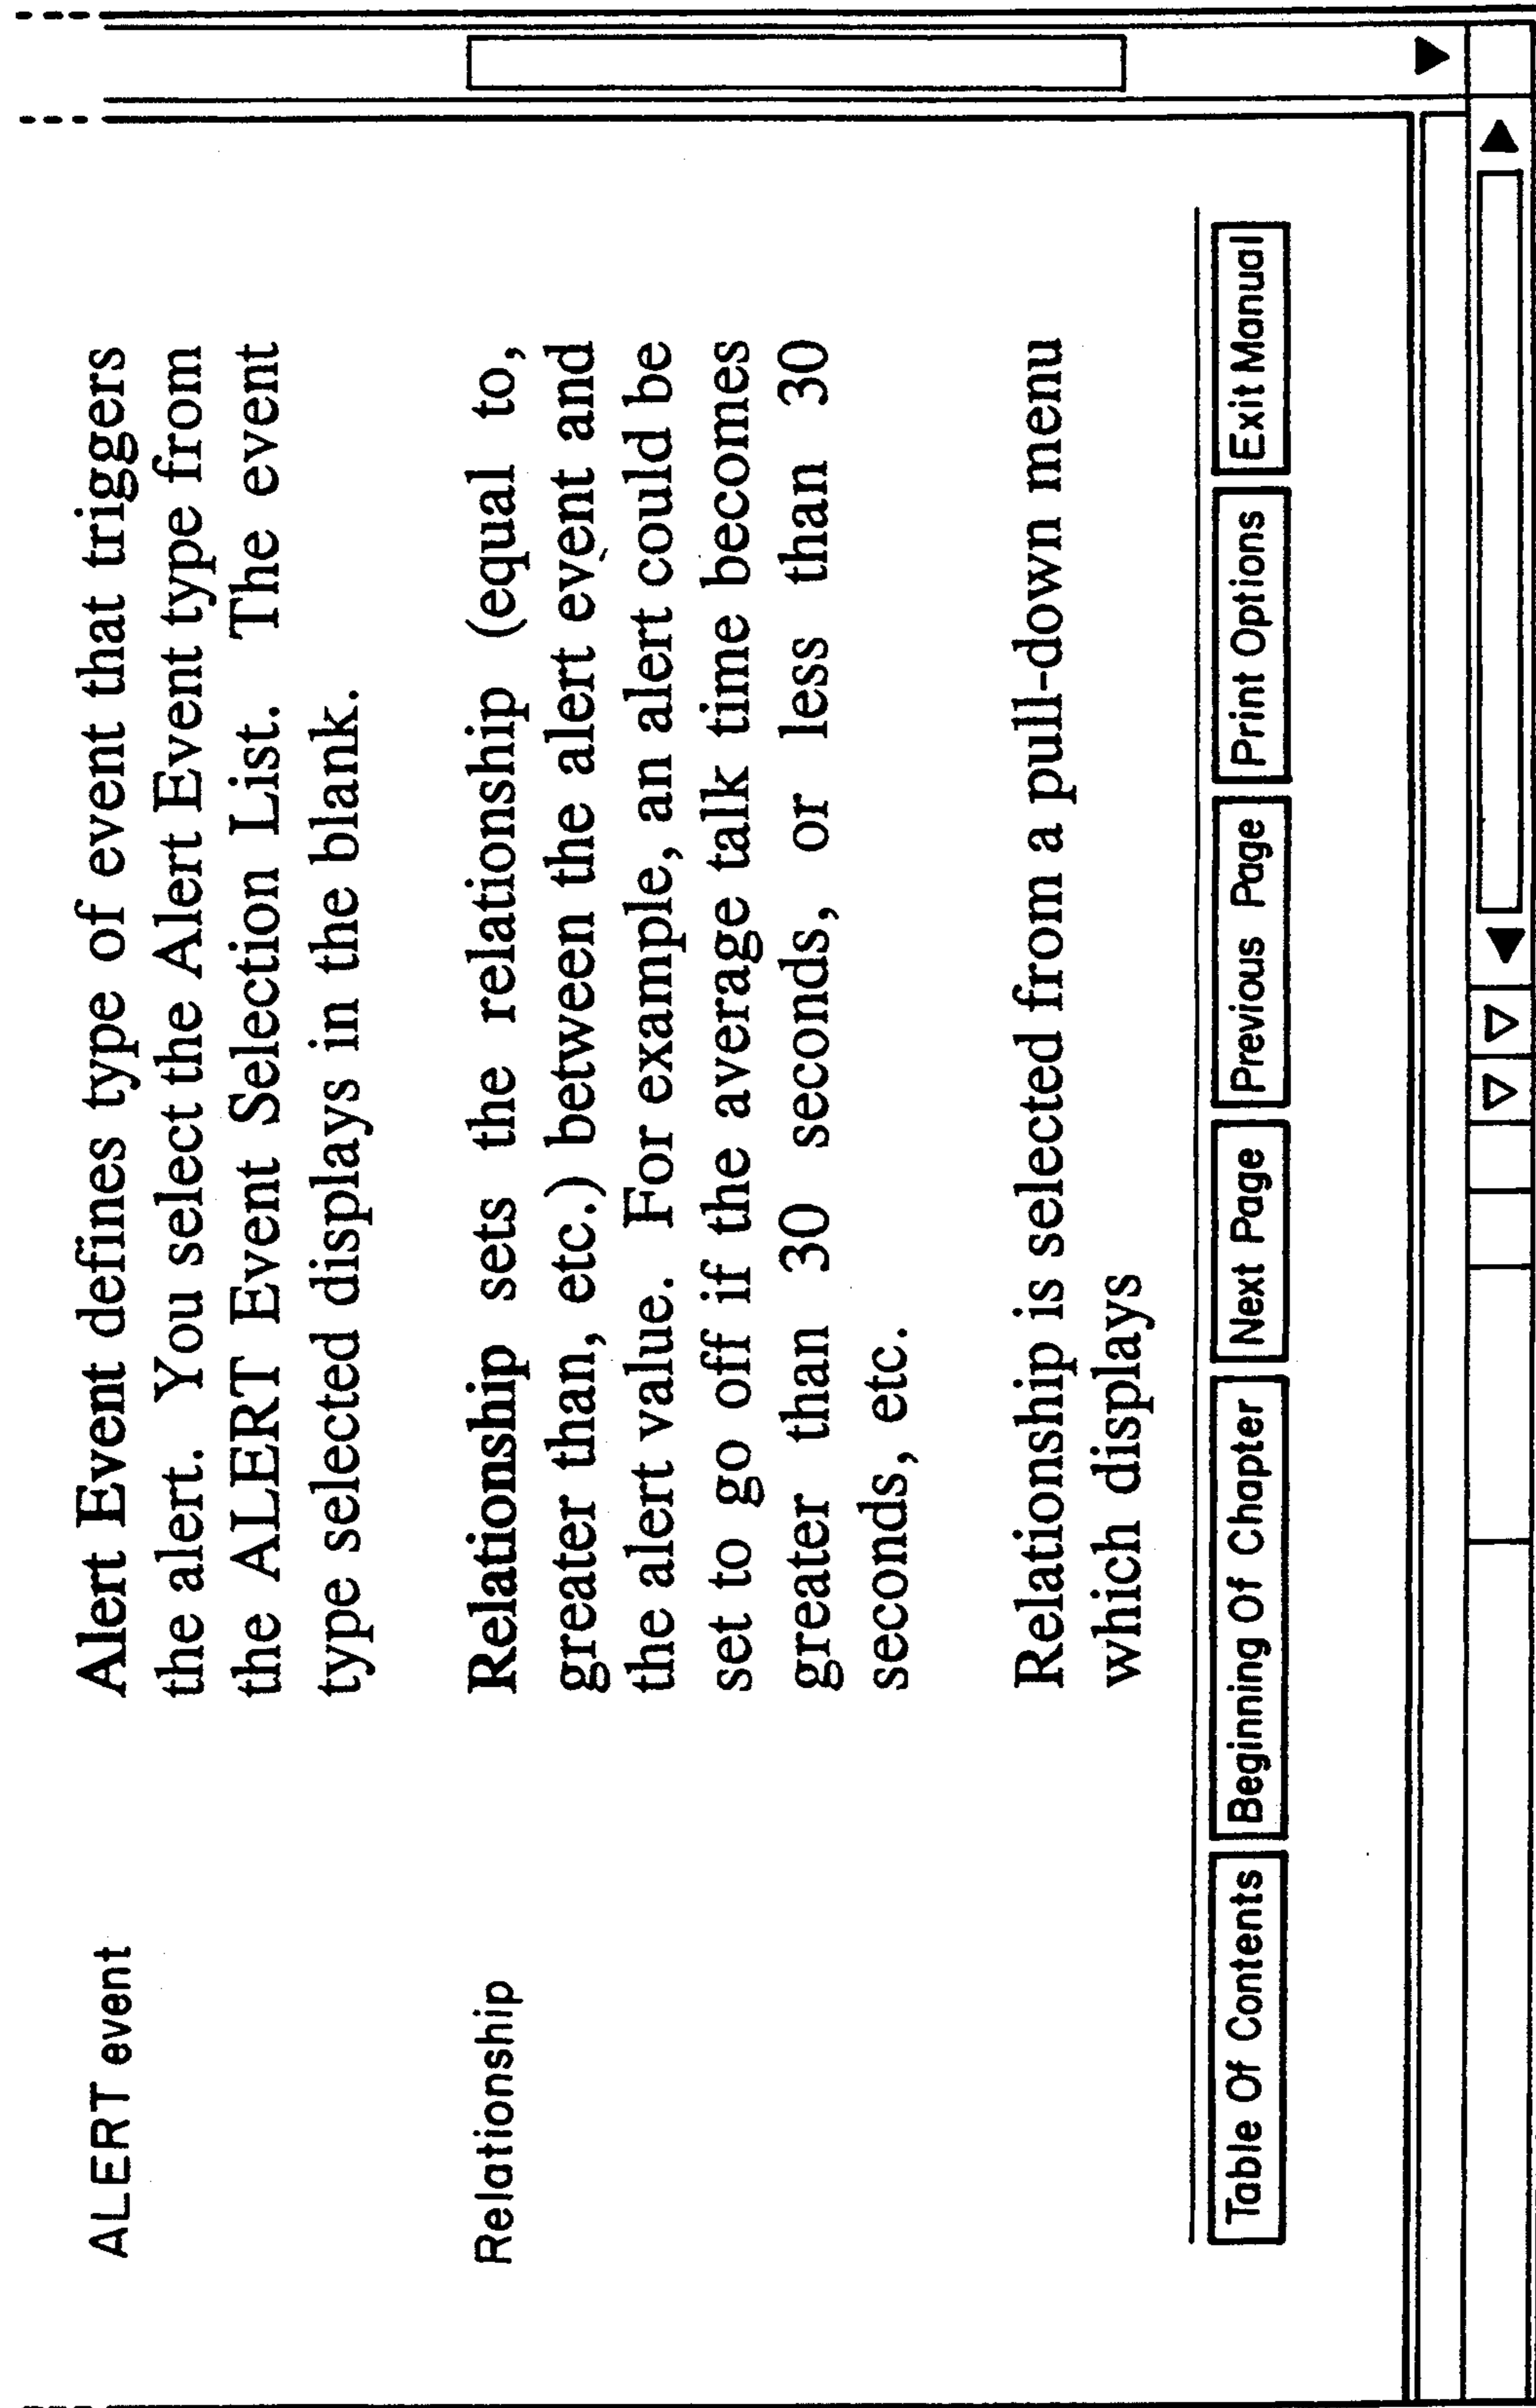 ALERT event
Alert Event defines type of event that triggers
the alert. You select the Alert Event type from
the ALERT Event Selection List. The event
type selected displays in the blank.
Relationship
Relationship sets the relationship (equal to,
greater than, etc.) between the alert event and
the alert value. For example, an alert could be
set to go off if the average talk time becomes
greater than 30 seconds, or less than 30
seconds, etc.
Relationship is selected from a pull-down menu
which displays
Table Of Contents Beginning Of Chapter Next Page Previous Page Print Options Exit Manual